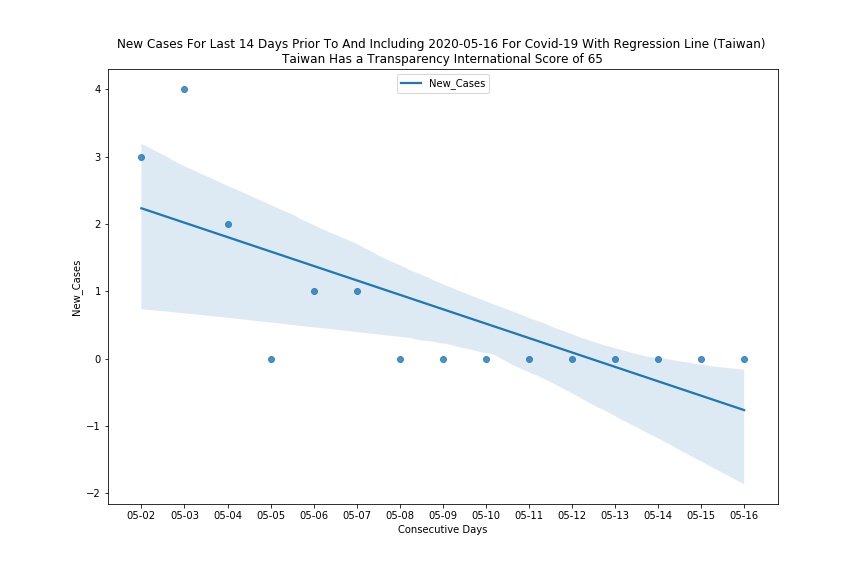 New Cases For Last 14 Days Prior To And Including 2020-05-16 For Covid-19 With Regression Line (Taiwan)
Taiwan Has a Transparency International Score of 65
New_Cases
4
3
2
1
0
−1
−2
New_Cases
05-02 05-03 05-04 05-05 05-06 05-07 05-08 05-09 05-10 05-11 05-12 05-13 05-14 05-15 05-16
Consecutive Days